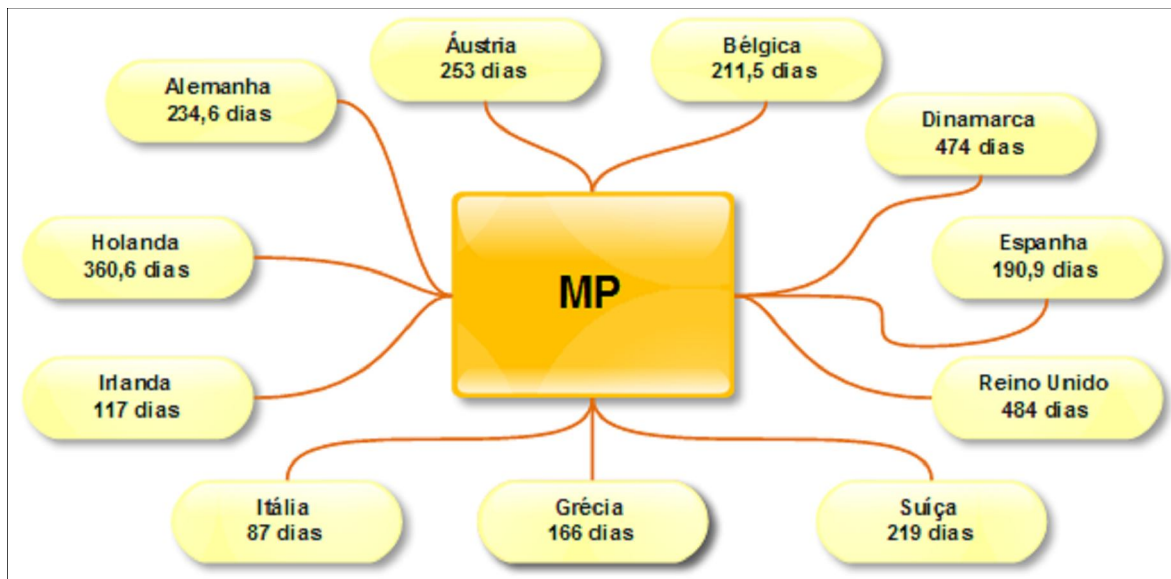 Áustria
253 dias
Bélgica
211,5 dias
Alemanha
234,6 dias
Dinamarca
474 dias
Holanda
360,6 dias
MP
Espanha
190,9 dias
Irlanda
117 dias
Reino Unido
484 dias
Itália
87 dias
Grécia
166 dias
Suíça
219 dias